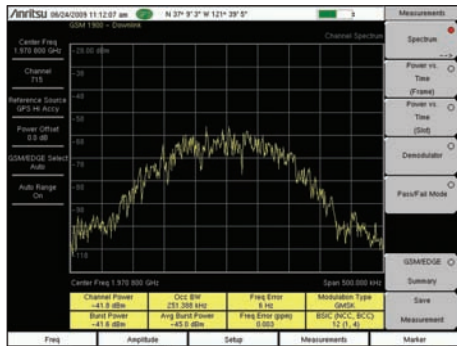 Anritsu 06/24/2009 11:12:07 am N 37° 9' 3" W 121° 39' 5"
Measurements
GSM 1900 - Downlink
Channel Spectrum
Center Freq
1.970 800 GHz
Channel
715
Reference Source
GPS Hi Accy
Power Offset
0.0 dB
GSM/EDGE Select
Auto
Auto Range
On
-20.00 dBm
-30
-40
-50
-60
-70
-80
-90
-110
Center Freq 1.970 800 GHz
Span 500.000 kHz
Channel Power
-41.8 dBm
Occ BW
251.388 kHz
Freq Error
6 Hz
Modulation Type
GMSK
Burst Power
-41.6 dBm
Avg Burst Power
-45.0 dBm
Freq Error (ppm)
0.003
BSIC (NCC, BCC)
12 (1, 4)
Spectrum
-->
Power vs.
Time
(Frame)
Power vs.
Time
(Slot)
Demodulator
Pass/Fail Mode
GSM/EDGE
Summary
Save
Measurement
Freq
Amplitude
Setup
Measurements
Marker